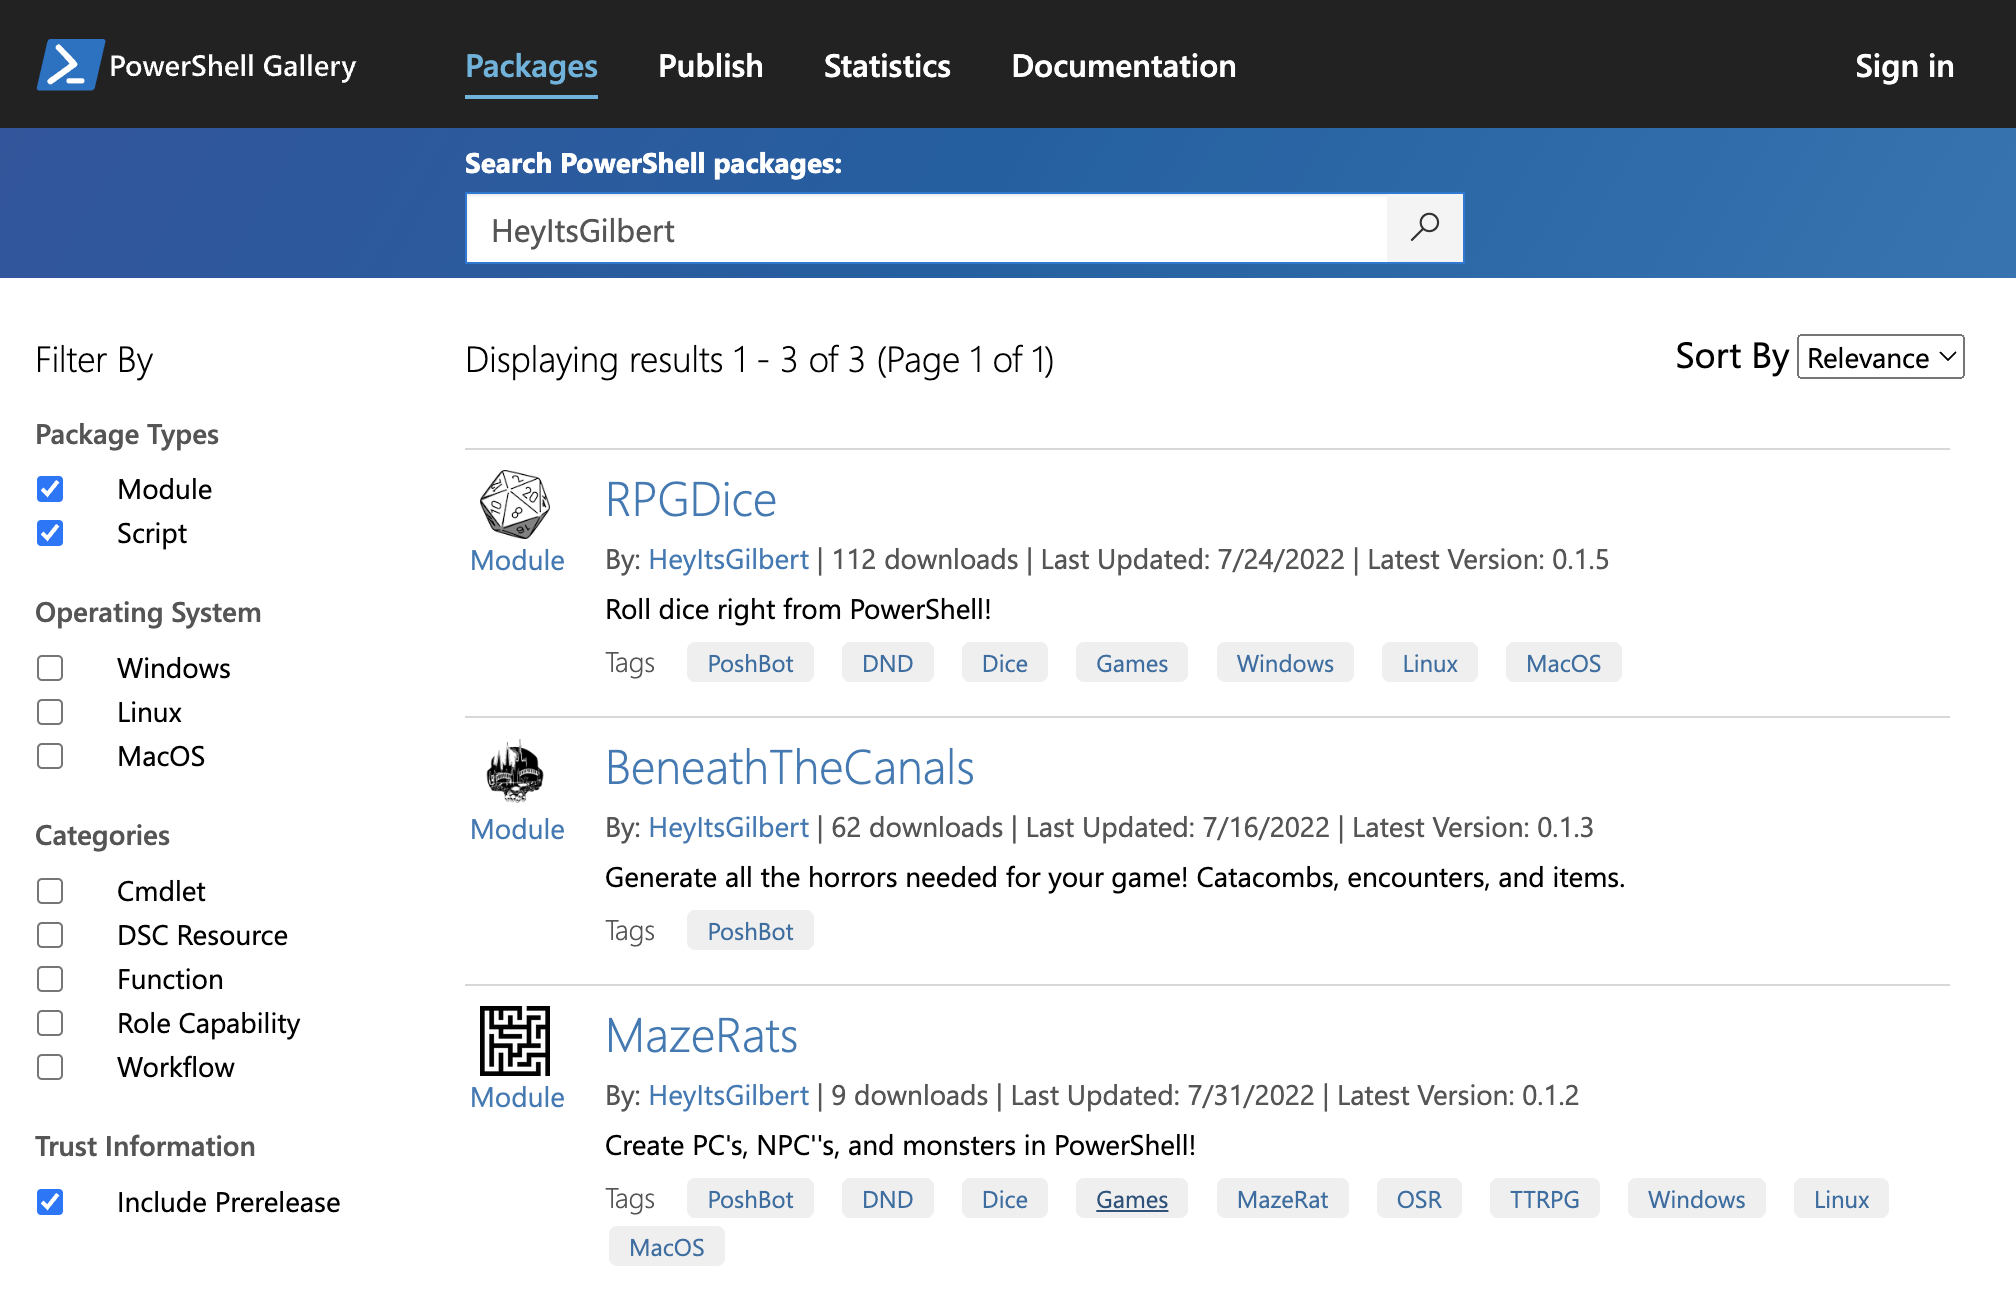 PowerShell Gallery
Packages Publish Statistics Documentation
Sign in
Search PowerShell packages:
HeyItsGilbert
Filter By
Package Types
Module
Script
Operating System
Windows
Linux
MacOS
Categories
Cmdlet
DSC Resource
Function
Role Capability
Workflow
Trust Information
Include Prerelease
Displaying results 1 - 3 of 3 (Page 1 of 1)
Sort By Relevance
RPGDice
Module
By: HeyItsGilbert | 112 downloads | Last Updated: 7/24/2022 | Latest Version: 0.1.5
Roll dice right from PowerShell!
Tags PoshBot DND Dice Games Windows Linux MacOS
BeneathTheCanals
Module
By: HeyItsGilbert | 62 downloads | Last Updated: 7/16/2022 | Latest Version: 0.1.3
Generate all the horrors needed for your game! Catacombs, encounters, and items.
Tags PoshBot
MazeRats
Module
By: HeyItsGilbert | 9 downloads | Last Updated: 7/31/2022 | Latest Version: 0.1.2
Create PC's, NPC''s, and monsters in PowerShell!
Tags PoshBot DND Dice Games MazeRat OSR TTRPG Windows Linux
MacOS